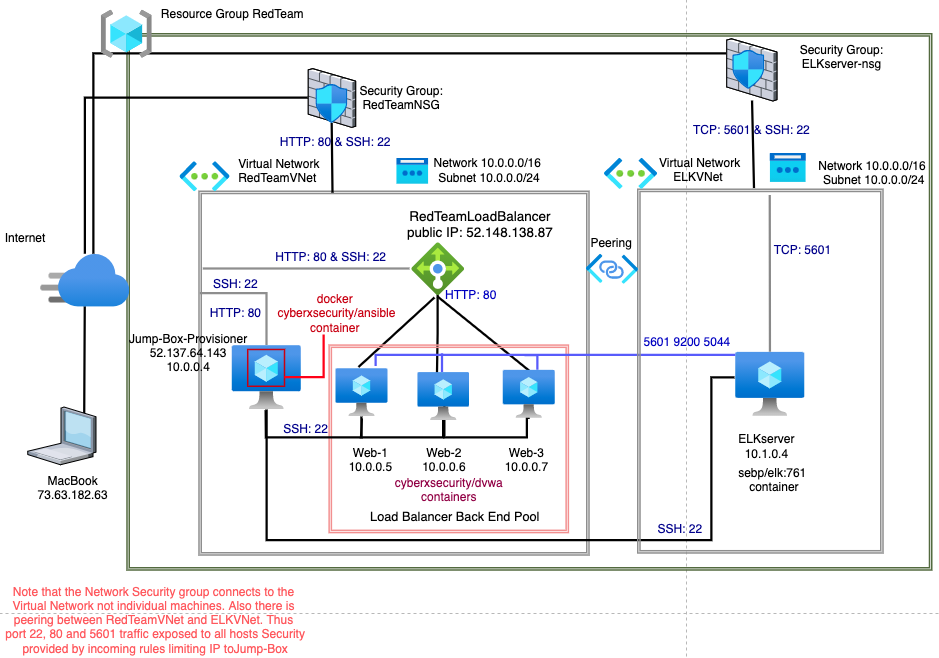 Resource Group RedTeam
Security Group:
ELKserver-nsg
Security Group:
RedTeamNSG
HTTP: 80 & SSH: 22
TCP: 5601 & SSH: 22
Virtual Network
RedTeamVNet
Network 10.0.0.0/16
Subnet 10.0.0.0/24
Virtual Network
ELKVNet
Network 10.0.0.0/16
Subnet 10.0.0.0/24
RedTeamLoadBalancer
public IP: 52.148.138.87
Internet
Peering
HTTP: 80 & SSH: 22
TCP: 5601
SSH: 22
HTTP: 80
HTTP: 80
docker
cyberxsecurity/ansible
container
Jump-Box-Provisioner
52.137.64.143
10.0.0.4
5601 9200 5044
SSH: 22
Web-1
10.0.0.5
Web-2
10.0.0.6
Web-3
10.0.0.7
cyberxsecurity/dvwa
containers
Load Balancer Back End Pool
ELKserver
10.1.0.4
sebp/elk:761
container
MacBook
73.63.182.63
SSH: 22
Note that the Network Security group connects to the
Virtual Network not individual machines. Also there is
peering between RedTeamVNet and ELKVNet. Thus
port 22, 80 and 5601 traffic exposed to all hosts Security
provided by incoming rules limiting IP toJump-Box